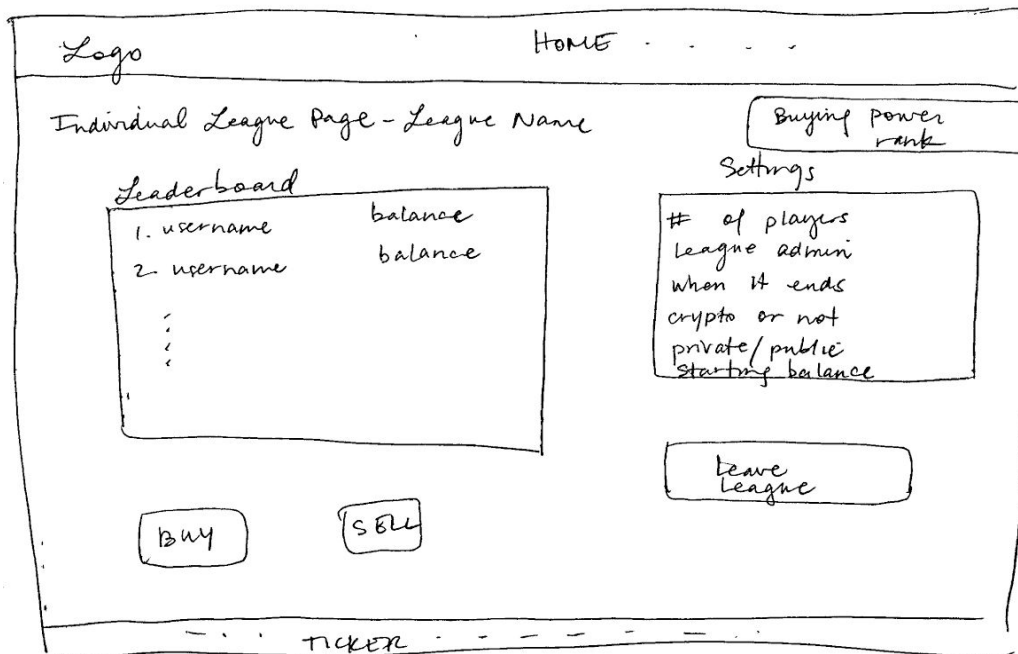 Logo HOME . . . .
Individual League Page - League Name
Buying power
rank
Leaderboard
1. username balance
2. username balance
Settings
# of players
League admin
when it ends
crypto or not
private/public
starting balance
Leave
League
BUY SELL
TICKER